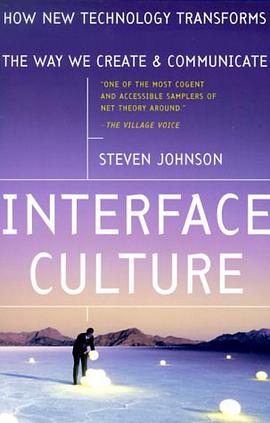 HOW NEW TECHNOLOGY TRANSFORMS
THE WAY WE CREATE & COMMUNICATE
"ONE OF THE MOST COGENT
AND ACCESSIBLE SAMPLERS OF
NET THEORY AROUND."
–THE VILLAGE VOICE
STEVEN JOHNSON
INTERFACE
CULTURE